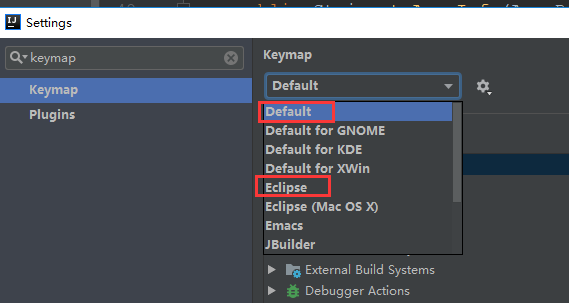 IJ
Settings
keymap
Keymap
Plugins
Keymap
Default
Default
Default for GNOME
Default for KDE
Default for XWin
Eclipse
Eclipse (Mac OS X)
Emacs
JBuilder
External Build Systems
Debugger Actions